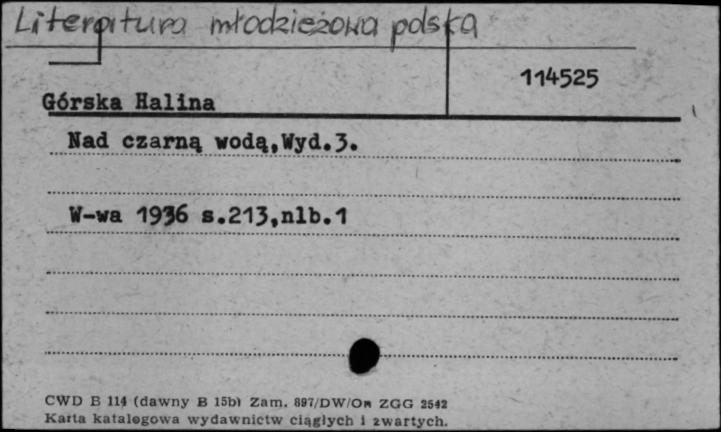 Literatura młodzieżowa polska
114525
Górska Halina
Nad czarną wodą,Wyd.3.
W-wa 1936 s.213,nlb.1
CWD B 114 (dawny B 15b) Zam. 897/DW/Om ZGG 2542
Karta katalogowa wydawnictw ciągłych i zwartych.